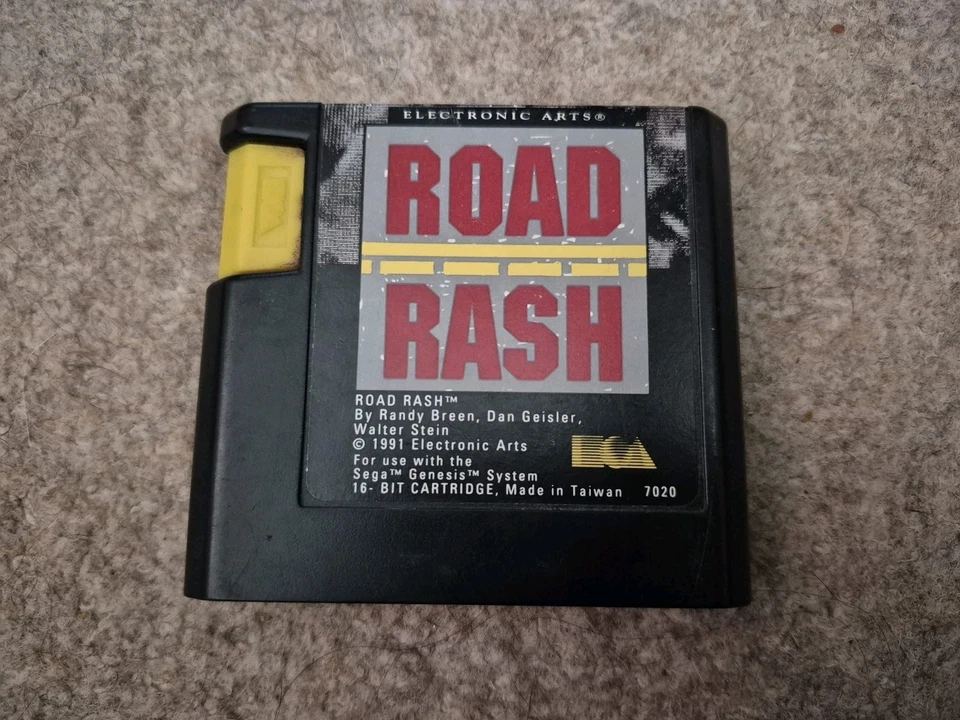 ELECTRONIC ARTS®
ROAD
RASH
ROAD RASH™
By Randy Breen, Dan Geisler,
Walter Stein
© 1991 Electronic Arts
For use with the
Sega™ Genesis™ System
16- BIT CARTRIDGE, Made in Taiwan 7020
EA